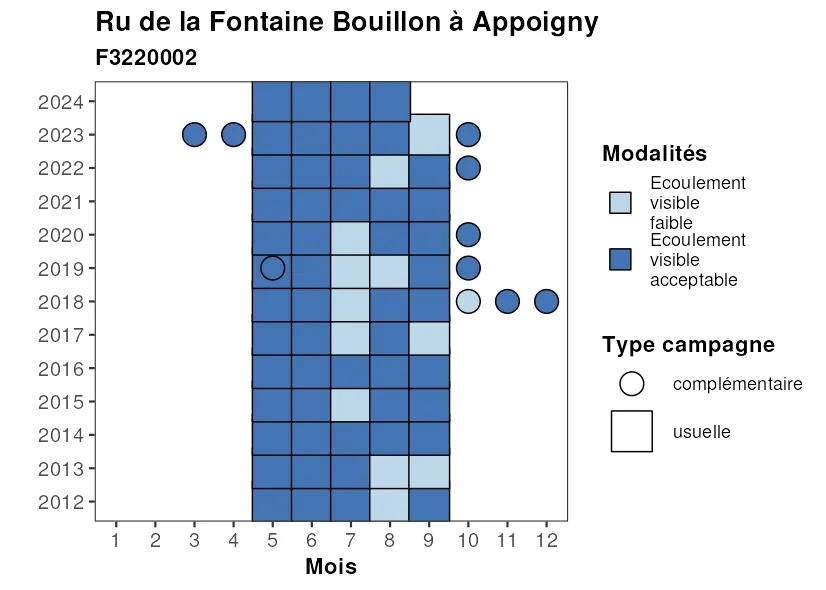 Ru de la Fontaine Bouillon à Appoigny
F3220002
2024
2023
2022
2021
2020
2019
2018
2017
2016
2015
2014
2013
2012
1 2 3 4 5 6 7 8 9 10 11 12
Mois
Modalités
Ecoulement
visible
faible
Ecoulement
visible
acceptable
Type campagne
complémentaire
usuelle